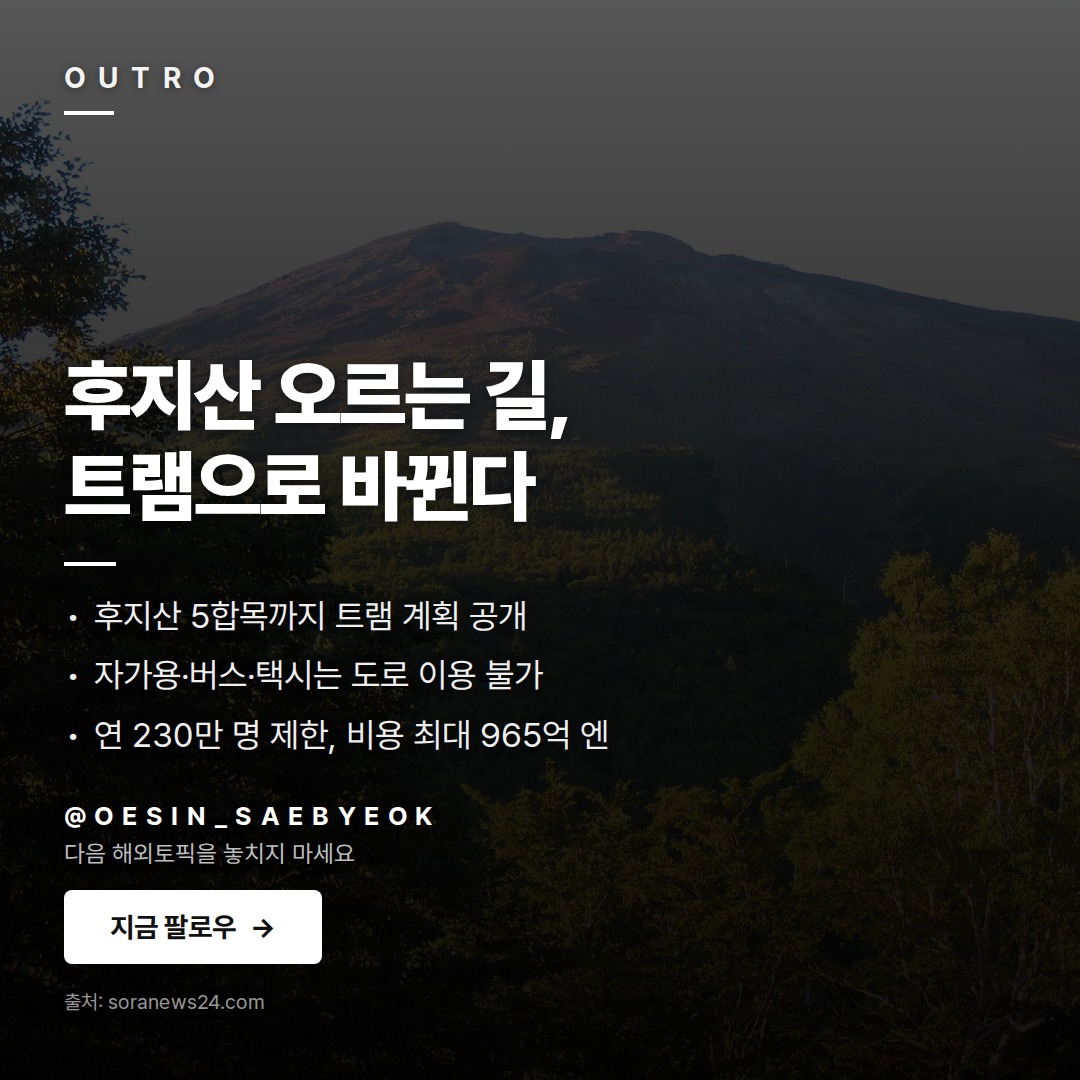 OUTRO
후지산 오르는 길,
트램으로 바뀐다
• 후지산 5합목까지 트램 계획 공개
• 자가용·버스·택시는 도로 이용 불가
• 연 230만 명 제한, 비용 최대 965억 엔
@OESIN_SAEBYEOK
다음 해외토픽을 놓치지 마세요
지금 팔로우 →
출처: soranews24.com